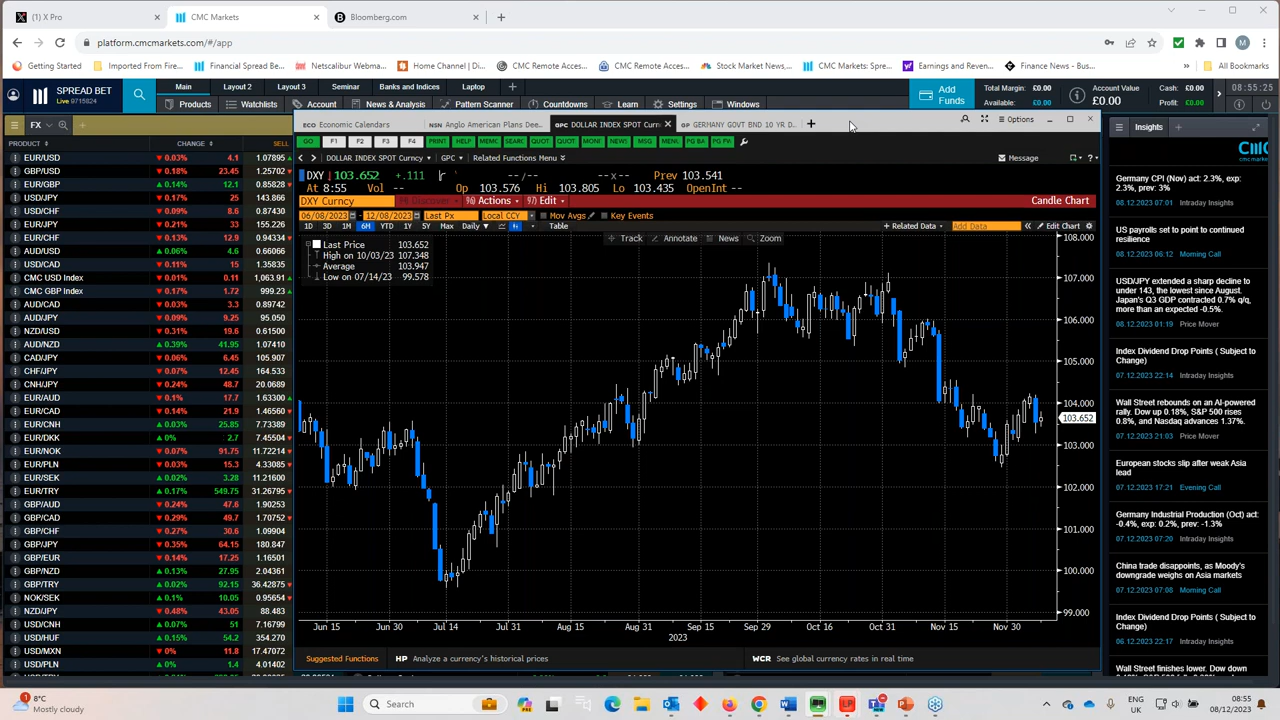 (1) X Pro
CMC Markets
Bloomberg.com
platform.cmcmarkets.com/#/app
Getting Started
Imported From Fire...
Financial Spread Be...
Netscalibur Webmai...
Home Channel | Di...
CMC Remote Acces...
CMC Remote Acces...
Stock Market News,...
CMC Markets: Spre...
Earnings and Reven...
Finance News - Bus...
All Bookmarks
SPREAD BET
Live 9715824
Main
Layout 2
Layout 3
Seminar
Banks and Indices
Laptop
Products
Watchlists
Account
News & Analysis
Pattern Scanner
Countdowns
Learn
Settings
Windows
Add Funds
Total Margin: £0.00
Available: £0.00
Account Value
£0.00
Cash: £0.00
Profit: £0.00
08:55:25
FX
PRODUCT CHANGE SELL
EUR/USD 0.03% 4.1 1.07895
GBP/USD 0.18% 23.45 1.25702
EUR/GBP 0.14% 12.1 0.85828
USD/JPY 0.17% 25 143.866
USD/CHF 0.09% 8.6 0.87430
EUR/JPY 0.21% 33 155.226
EUR/CHF 0.13% 12.9 0.94334
AUD/USD 0.06% 4.6 0.66066
USD/CAD 0.11% 15 1.35835
CMC USD Index 0.01% 0.11 1,063.91
CMC GBP Index 0.17% 1.72 999.23
AUD/CAD 0.03% 3.3 0.89742
AUD/JPY 0.09% 9.25 95.050
NZD/USD 0.31% 19.6 0.61500
AUD/NZD 0.39% 41.95 1.07410
CAD/JPY 0.06% 6.45 105.907
CHF/JPY 0.07% 12.45 164.533
CNH/JPY 0.24% 48.7 20.0689
EUR/AUD 0.1% 17.7 1.63300
EUR/CAD 0.14% 21.9 1.46560
EUR/CNH 0.03% 25.85 7.73389
EUR/DKK 0% 2.7 7.45504
EUR/NOK 0.07% 91.75 11.72214
EUR/PLN 0.03% 15.3 4.33085
EUR/SEK 0.02% 3.28 11.21600
EUR/TRY 0.17% 549.75 31.26795
GBP/AUD 0.24% 47.6 1.90253
GBP/CAD 0.29% 49.7 1.70752
GBP/CHF 0.27% 30.6 1.09904
GBP/JPY 0.35% 64.15 180.847
GBP/EUR 0.14% 17.25 1.16501
GBP/NZD 0.13% 27.95 2.04361
GBP/TRY 0.02% 92.15 36.42875
NOK/SEK 0.1% 10.05 0.95654
NZD/JPY 0.48% 43.05 88.483
USD/CNH 0.07% 51 7.16799
USD/HUF 0.15% 54.2 354.270
USD/MXN 0% 11.8 17.47072
USD/PLN 0% 1.4 4.01402
ECO Economic Calendars
NSN Anglo American Plans Dee...
GPC DOLLAR INDEX SPOT Curn
GP GERMANY GOVT BND 10 YR D...
Options
GO F1 F2 F3 F4 PRINT HELP NEWS MSG
DOLLAR INDEX SPOT Curncy
GPC
Related Functions Menu
Message
DXY 103.652 +.111 --/-- --x-- Prev 103.541
At 8:55 Vol -- Op 103.576 Hi 103.805 Lo 103.435 OpenInt --
DXY Curncy
Discover
Actions
Edit
Candle Chart
06/08/2023 - 12/08/2023 Last Px Local CCY Mov Avgs Key Events
1D 3D 1M 6M YTD 1Y 5Y Max Daily Table
+ Related Data
Add Data
Edit Chart
Track Annotate News Zoom
Last Price 103.652
High on 10/03/23 107.348
Average 103.947
Low on 07/14/23 99.578
108.000
107.000
106.000
105.000
104.000
103.652
103.000
102.000
101.000
100.000
99.000
Jun 15 Jun 30 Jul 14 Jul 31 Aug 15 Aug 31 Sep 15 Sep 29 Oct 16 Oct 31 Nov 15 Nov 30
2023
Suggested Functions
HP Analyze a currency's historical prices
WCR See global currency rates in real time
Insights
CMC
Germany CPI (Nov) act: 2.3%, exp:
2.3%, prev: 3%
08.12.2023 07:01 Intraday Insights
US payrolls set to point to continued
resilience
08.12.2023 06:12 Morning Call
USD/JPY extended a sharp decline to
under 143, the lowest since August.
Japan's Q3 GDP contracted 0.7% q/q,
more than an expected -0.5%.
08.12.2023 01:19 Price Mover
Index Dividend Drop Points ( Subject to
Change)
07.12.2023 22:14 Intraday Insights
Wall Street rebounds on an AI-powered
rally. Dow up 0.18%, S&P 500 rises
0.8%, and Nasdaq advances 1.37%.
07.12.2023 21:03 Price Mover
European stocks slip after weak Asia
lead
07.12.2023 17:21 Evening Call
Germany Industrial Production (Oct) act:
-0.4%, exp: 0.2%, prev: -1.3%
07.12.2023 07:20 Intraday Insights
China trade disappoints, as Moody's
downgrade weighs on Asia markets
07.12.2023 07:08 Morning Call
Index Dividend Drop Points ( Subject to
Change)
06.12.2023 22:17 Intraday Insights
Wall Street finishes lower. Dow down
8°C
Mostly cloudy
Search
ENG
UK
08:55
08/12/2023